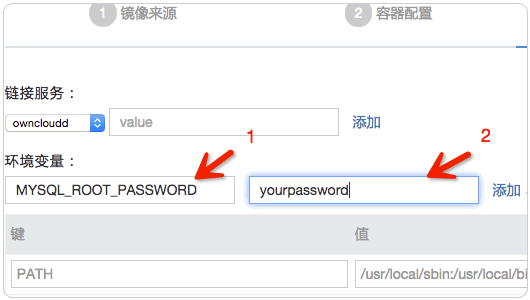 1 镜像来源 2 容器配置
链接服务：
owncloudd value 添加
1 2
环境变量：
MYSQL_ROOT_PASSWORD yourpassword 添加
键 值
PATH /usr/local/sbin:/usr/local/bi